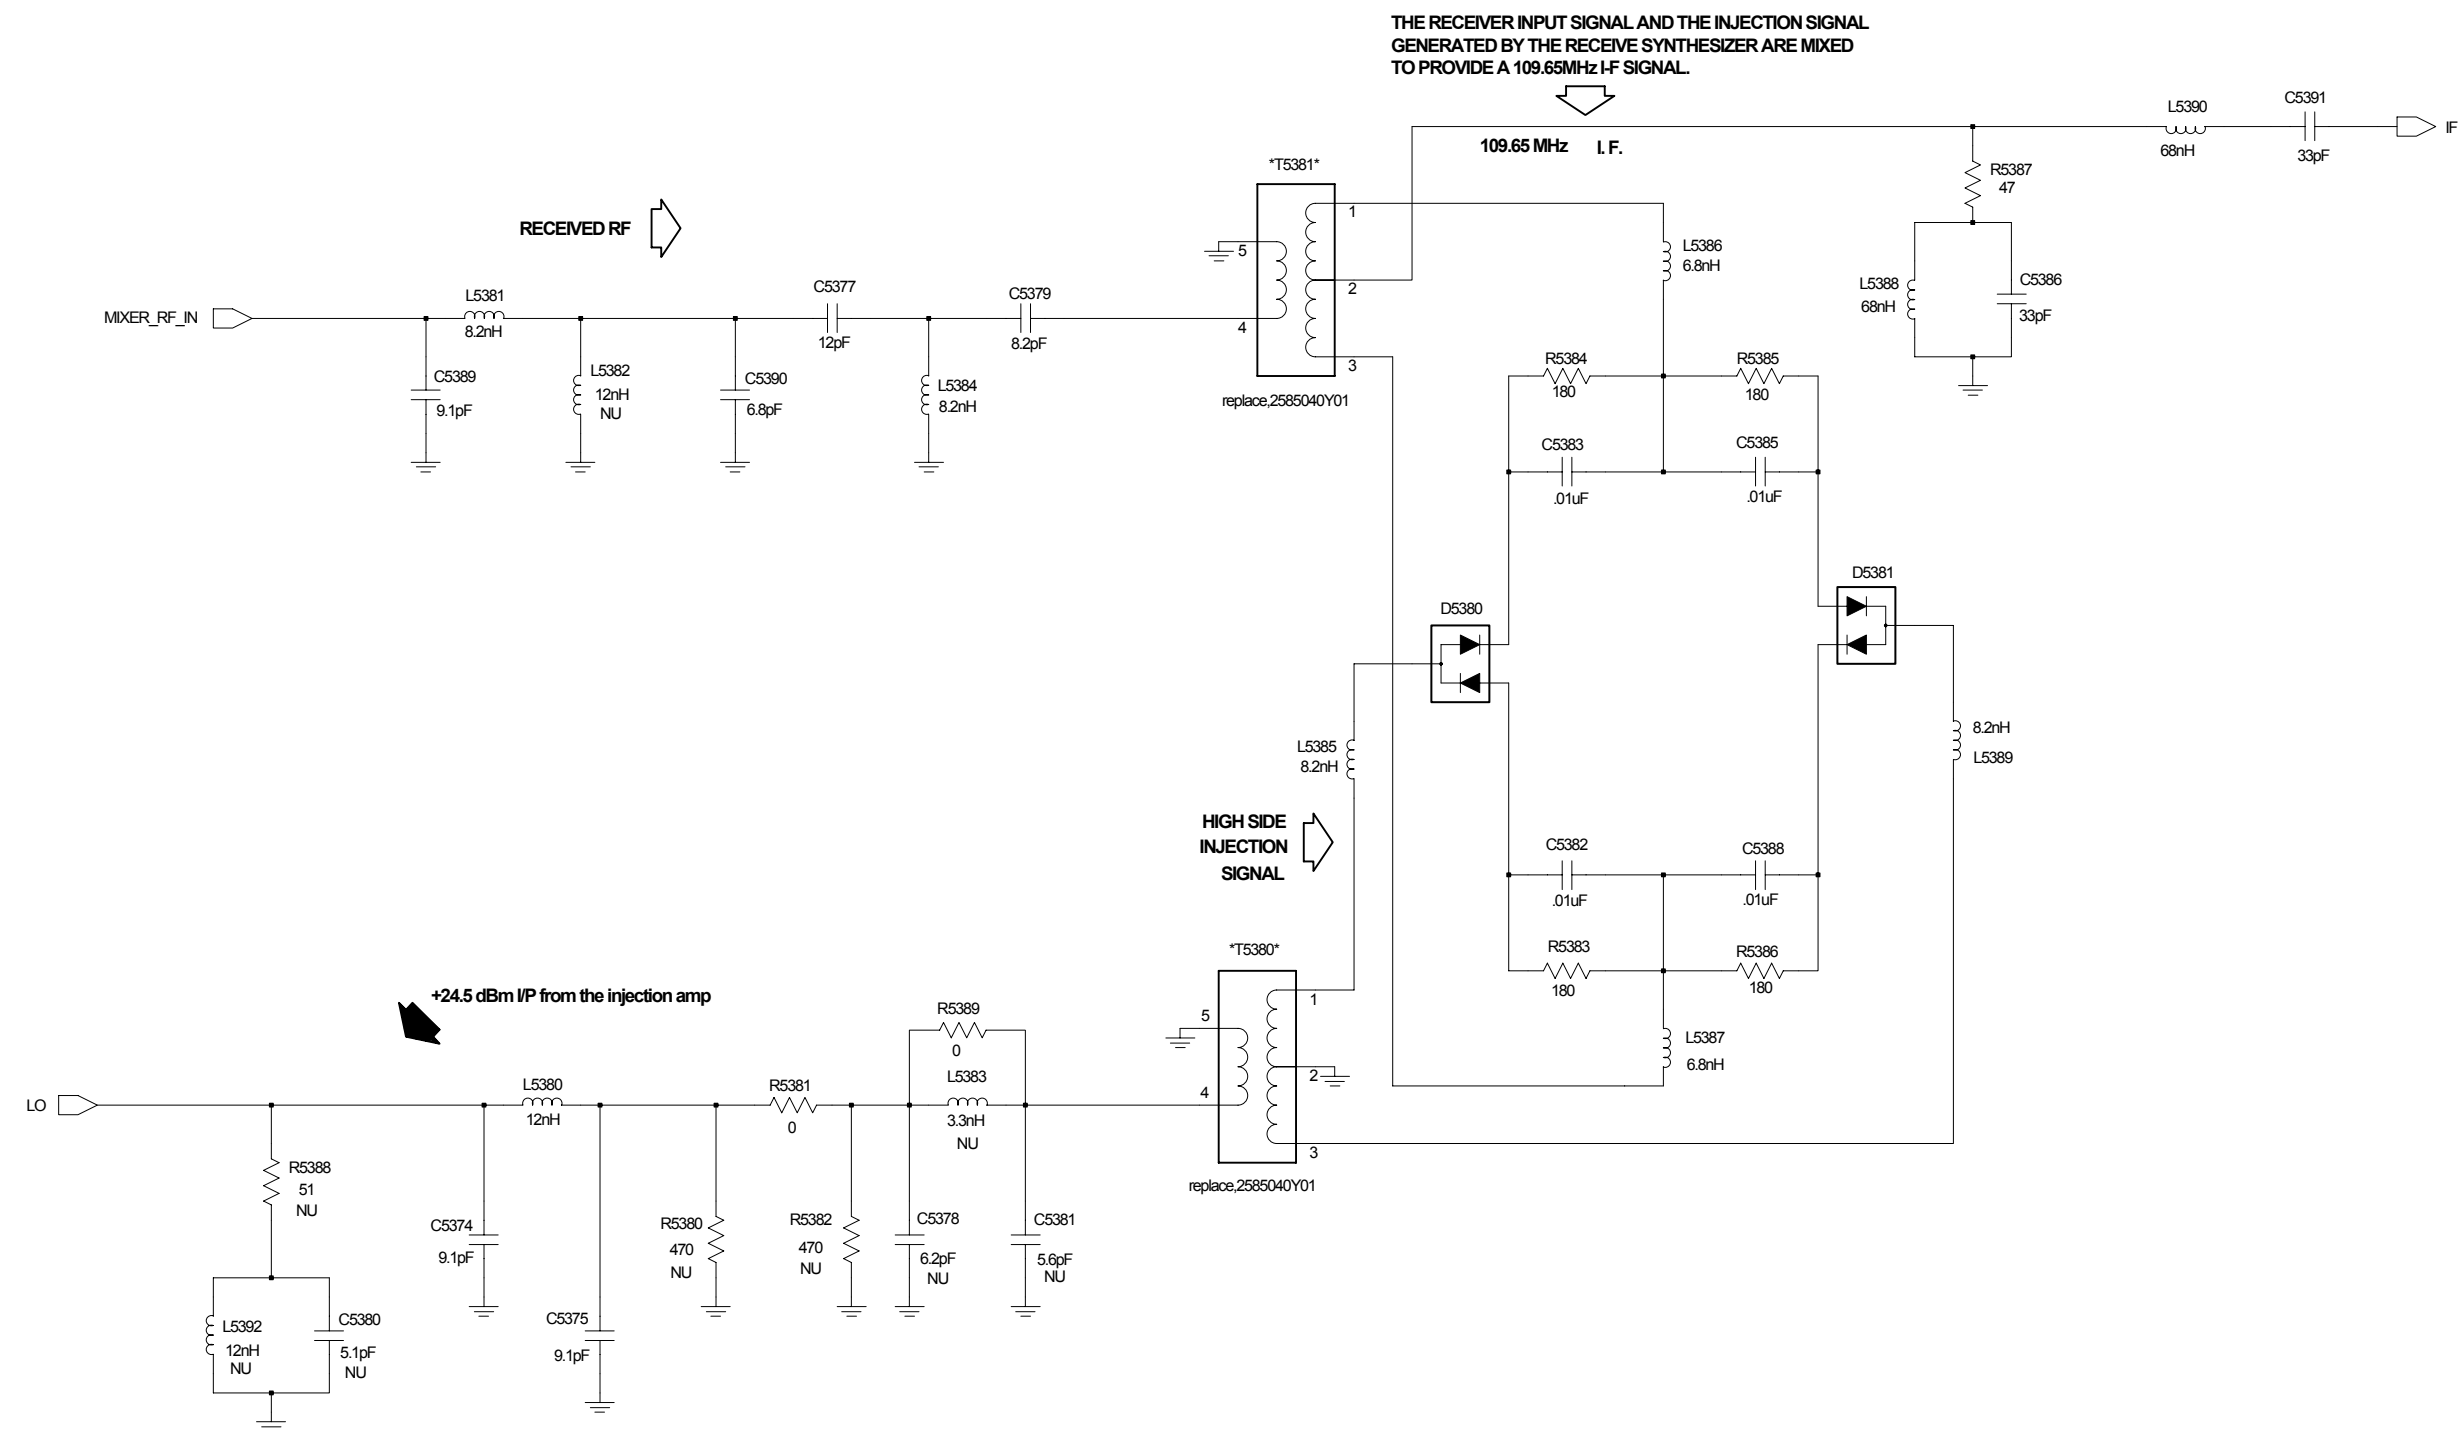 THE RECEIVER INPUT SIGNAL AND THE INJECTION SIGNAL
GENERATED BY THE RECEIVE SYNTHESIZER ARE MIXED
TO PROVIDE A 109.65MHz I-F SIGNAL.
L5390
68nH
C5391
33pF
IF
109.65 MHz I. F.
R5387
47
L5388
68nH
C5386
33pF
*T5381*
1
2
3
4
5
replace,2585040Y01
RECEIVED RF
MIXER_RF_IN
L5381
8.2nH
C5389
9.1pF
L5382
12nH
NU
C5390
6.8pF
C5377
12pF
L5384
8.2nH
C5379
8.2pF
L5386
6.8nH
R5384
180
R5385
180
C5383
.01uF
C5385
.01uF
D5380
D5381
L5385
8.2nH
8.2nH
L5389
HIGH SIDE
INJECTION
SIGNAL
C5382
.01uF
C5388
.01uF
R5383
180
R5386
180
L5387
6.8nH
*T5380*
1
2
3
4
5
replace,2585040Y01
+24.5 dBm I/P from the injection amp
LO
R5388
51
NU
L5392
12nH
NU
C5380
5.1pF
NU
C5374
9.1pF
L5380
12nH
C5375
9.1pF
R5380
470
NU
R5381
0
R5382
470
NU
R5389
0
L5383
3.3nH
NU
C5378
6.2pF
NU
C5381
5.6pF
NU